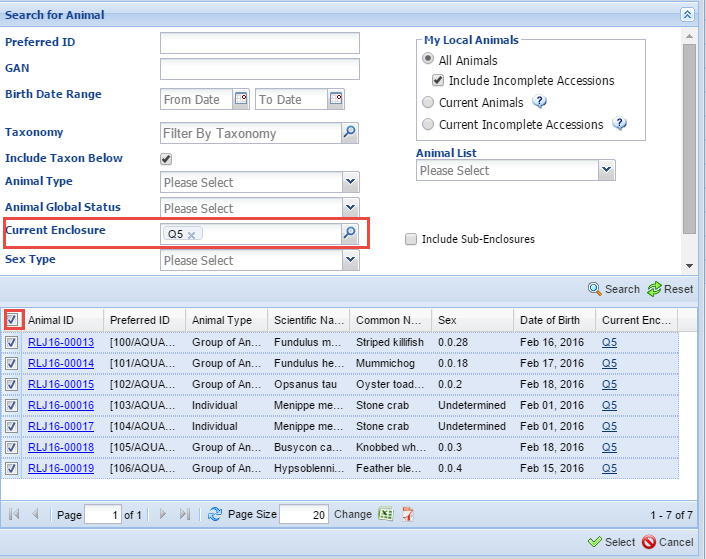 Search for Animal
Preferred ID
GAN
Birth Date Range From Date To Date
Taxonomy Filter By Taxonomy
Include Taxon Below
Animal Type Please Select
Animal Global Status Please Select
Current Enclosure Q5
Sex Type Please Select
My Local Animals
All Animals
Include Incomplete Accessions
Current Animals
Current Incomplete Accessions
Animal List
Please Select
Include Sub-Enclosures
Search Reset
Animal ID Preferred ID Animal Type Scientific Na... Common N... Sex Date of Birth Current Enc...
RLJ16-00013 [100/AQUA... Group of An... Fundulus m... Striped killifish 0.0.28 Feb 16, 2016 Q5
RLJ16-00014 [101/AQUA... Group of An... Fundulus he... Mummichog 0.0.18 Feb 17, 2016 Q5
RLJ16-00015 [102/AQUA... Group of An... Opsanus tau Oyster toad... 0.0.2 Feb 18, 2016 Q5
RLJ16-00016 [103/AQUA... Individual Menippe me... Stone crab Undetermined Feb 01, 2016 Q5
RLJ16-00017 [104/AQUA... Individual Menippe me... Stone crab Undetermined Feb 01, 2016 Q5
RLJ16-00018 [105/AQUA... Group of An... Busycon ca... Knobbed wh... 0.0.3 Feb 18, 2016 Q5
RLJ16-00019 [106/AQUA... Group of An... Hypsoblenni... Feather ble... 0.0.4 Feb 15, 2016 Q5
Page 1 of 1 Page Size 20 Change 1 - 7 of 7
Select Cancel